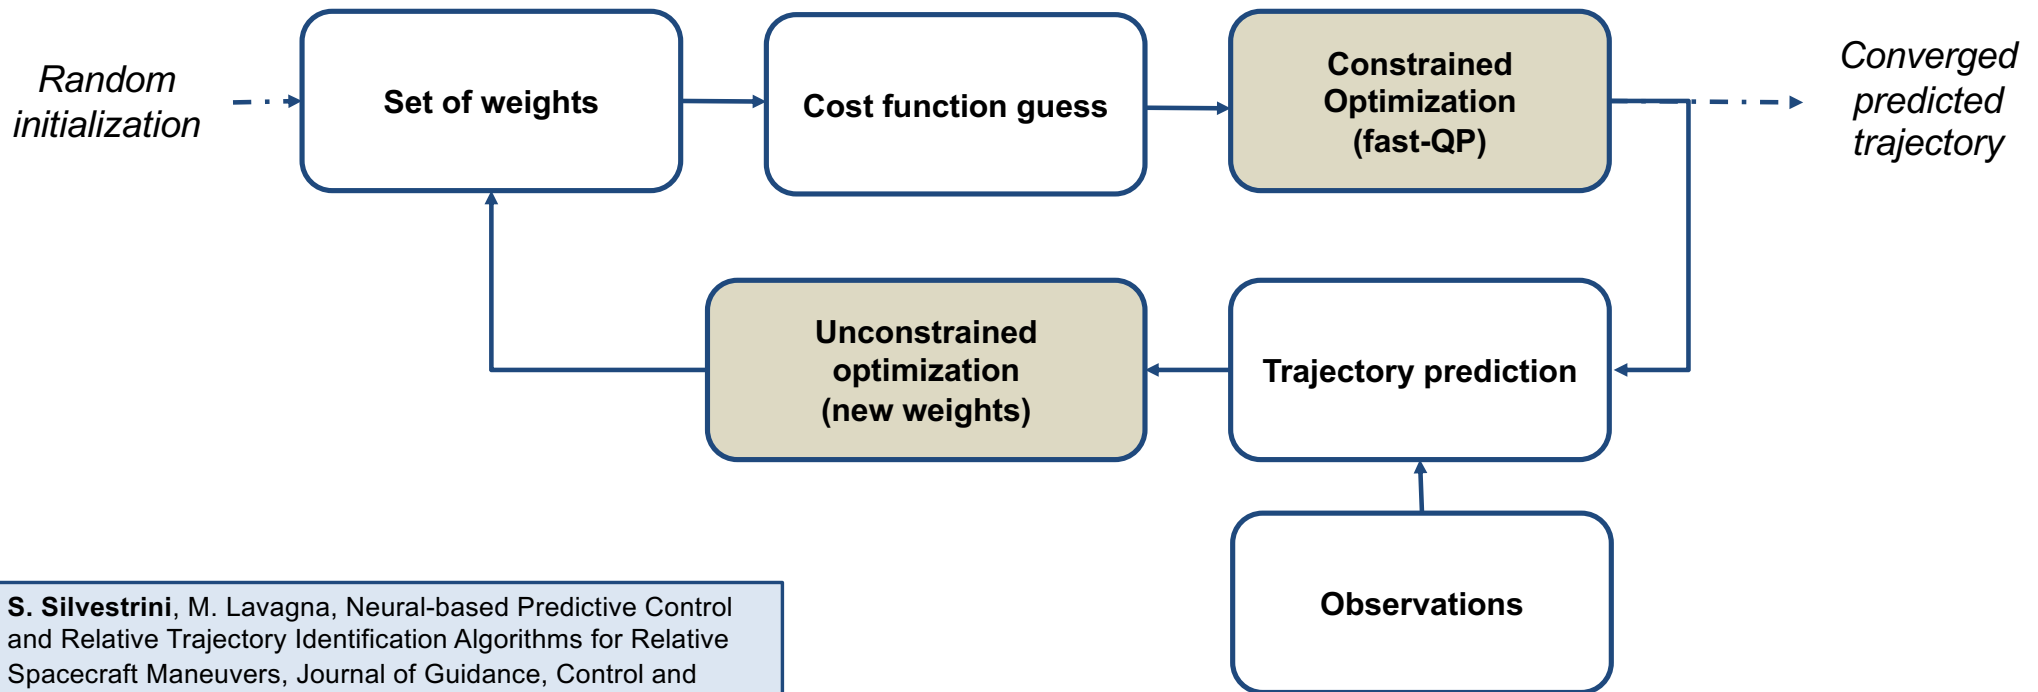 Random
initialization
Set of weights
Cost function guess
Constrained
Optimization
(fast-QP)
Converged
predicted
trajectory
Unconstrained
optimization
(new weights)
Trajectory prediction
Observations
S. Silvestrini, M. Lavagna, Neural-based Predictive Control
and Relative Trajectory Identification Algorithms for Relative
Spacecraft Maneuvers, Journal of Guidance, Control and